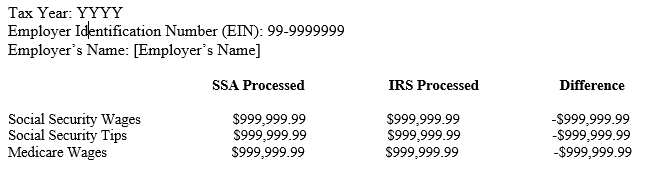 Tax Year: YYYY
Employer Identification Number (EIN): 99-9999999
Employer's Name: [Employer's Name]
SSA Processed IRS Processed Difference
Social Security Wages $999,999.99 $999,999.99 -$999,999.99
Social Security Tips $999,999.99 $999,999.99 -$999,999.99
Medicare Wages $999,999.99 $999,999.99 -$999,999.99